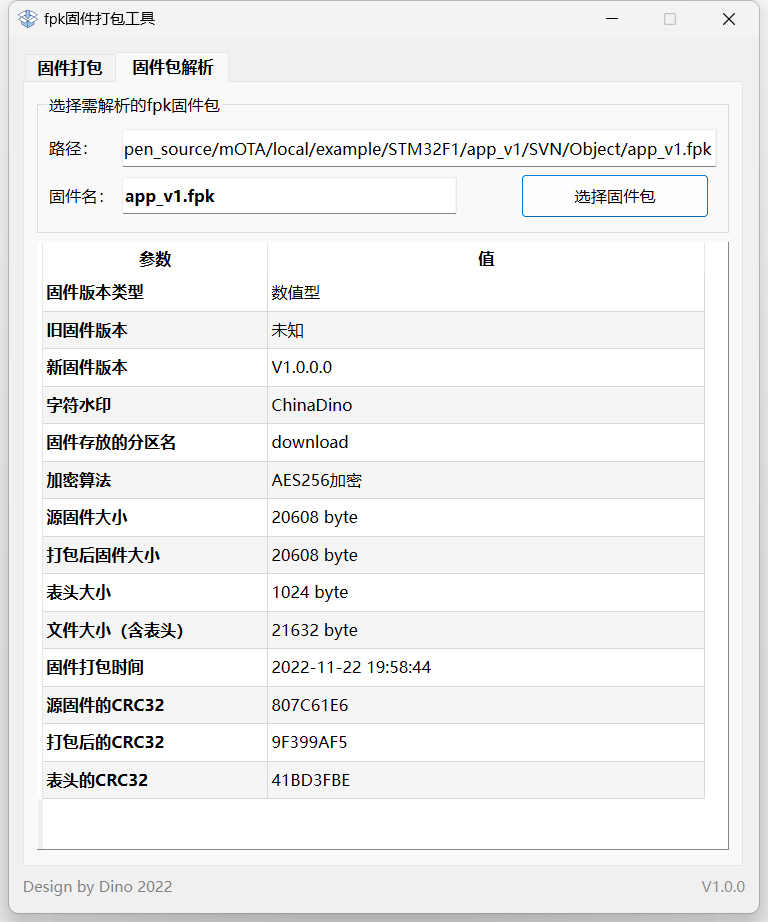 fpk固件打包工具
固件打包 固件包解析
选择需解析的fpk固件包
路径： pen_source/mOTA/local/example/STM32F1/app_v1/SVN/Object/app_v1.fpk
固件名： app_v1.fpk 选择固件包
参数 值
固件版本类型 数值型
旧固件版本 未知
新固件版本 V1.0.0.0
字符水印 ChinaDino
固件存放的分区名 download
加密算法 AES256加密
源固件大小 20608 byte
打包后固件大小 20608 byte
表头大小 1024 byte
文件大小（含表头） 21632 byte
固件打包时间 2022-11-22 19:58:44
源固件的CRC32 807C61E6
打包后的CRC32 9F399AF5
表头的CRC32 41BD3FBE
Design by Dino 2022 V1.0.0